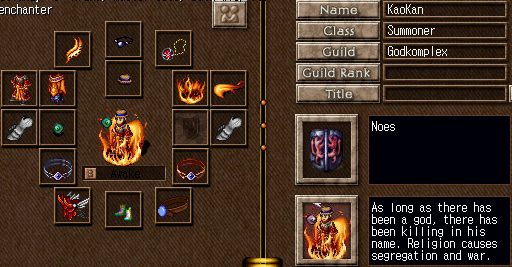 enchanter
Awake
Name KaoKan
Class Summoner
Guild Godkomplex
Guild Rank
Title
Noes
As long as there has
been a god, there has
been killing in his
name. Religion causes
segregation and war.